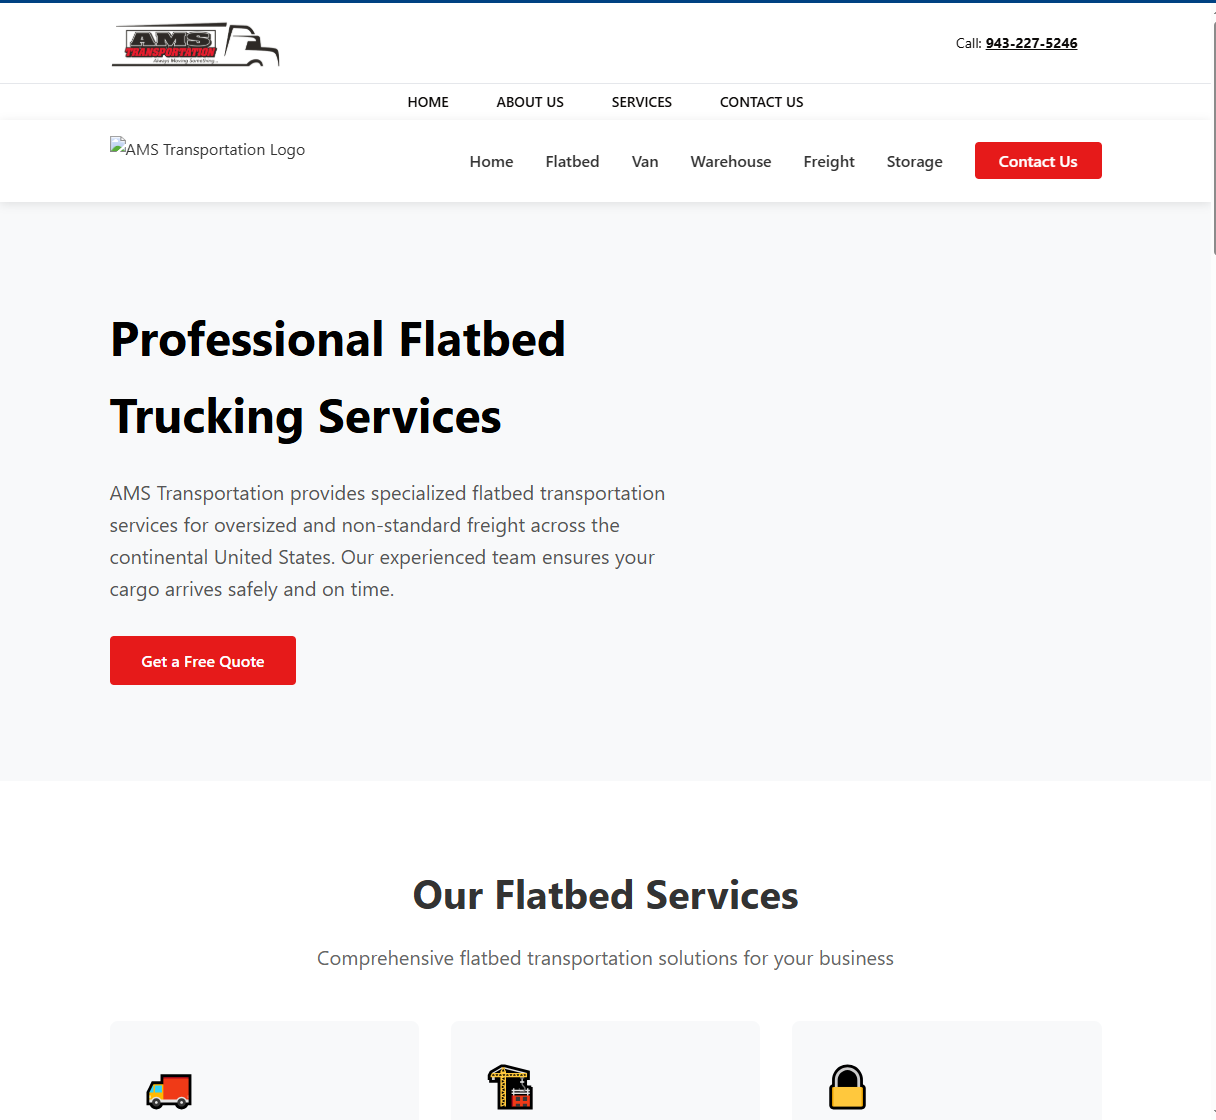 AMS
TRANSPORTATION
Always Moving Something...
Call: 943-227-5246
HOME ABOUT US SERVICES CONTACT US
AMS Transportation Logo
Home Flatbed Van Warehouse Freight Storage Contact Us
Professional Flatbed
Trucking Services
AMS Transportation provides specialized flatbed transportation
services for oversized and non-standard freight across the
continental United States. Our experienced team ensures your
cargo arrives safely and on time.
Get a Free Quote
Our Flatbed Services
Comprehensive flatbed transportation solutions for your business